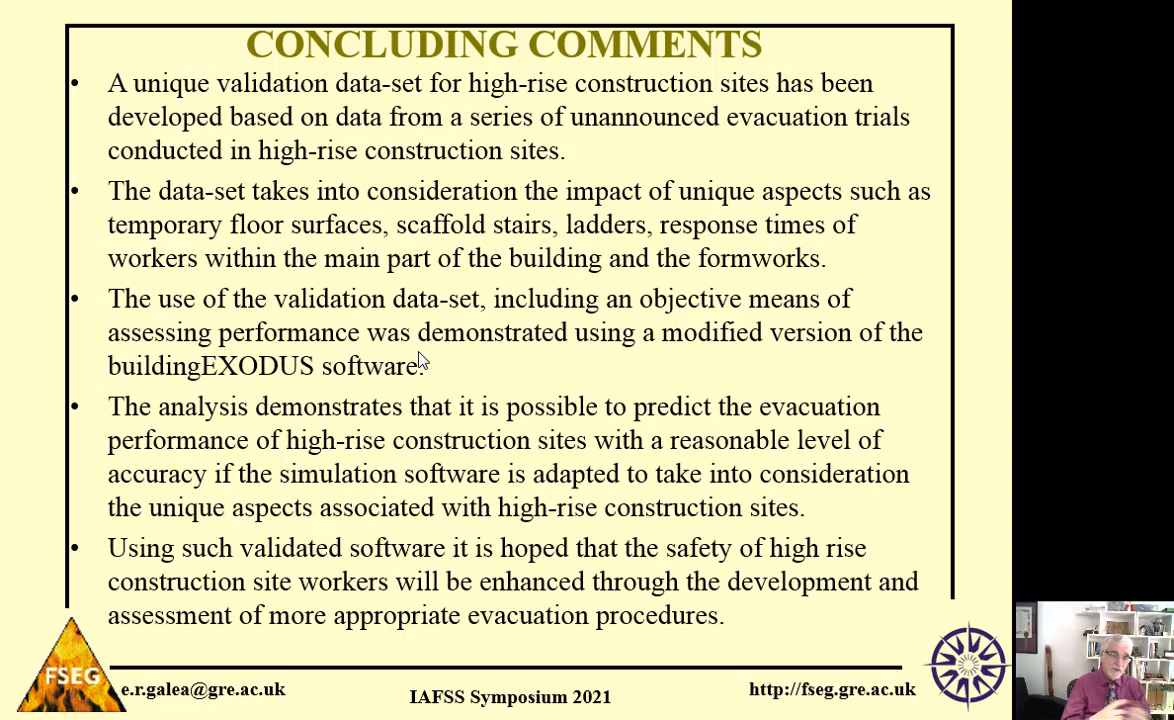 CONCLUDING COMMENTS
• A unique validation data-set for high-rise construction sites has been
developed based on data from a series of unannounced evacuation trials
conducted in high-rise construction sites.
• The data-set takes into consideration the impact of unique aspects such as
temporary floor surfaces, scaffold stairs, ladders, response times of
workers within the main part of the building and the formworks.
• The use of the validation data-set, including an objective means of
assessing performance was demonstrated using a modified version of the
buildingEXODUS software.
• The analysis demonstrates that it is possible to predict the evacuation
performance of high-rise construction sites with a reasonable level of
accuracy if the simulation software is adapted to take into consideration
the unique aspects associated with high-rise construction sites.
• Using such validated software it is hoped that the safety of high rise
construction site workers will be enhanced through the development and
assessment of more appropriate evacuation procedures.
FSEG
e.r.galea@gre.ac.uk
IAFSS Symposium 2021
http://fseg.gre.ac.uk